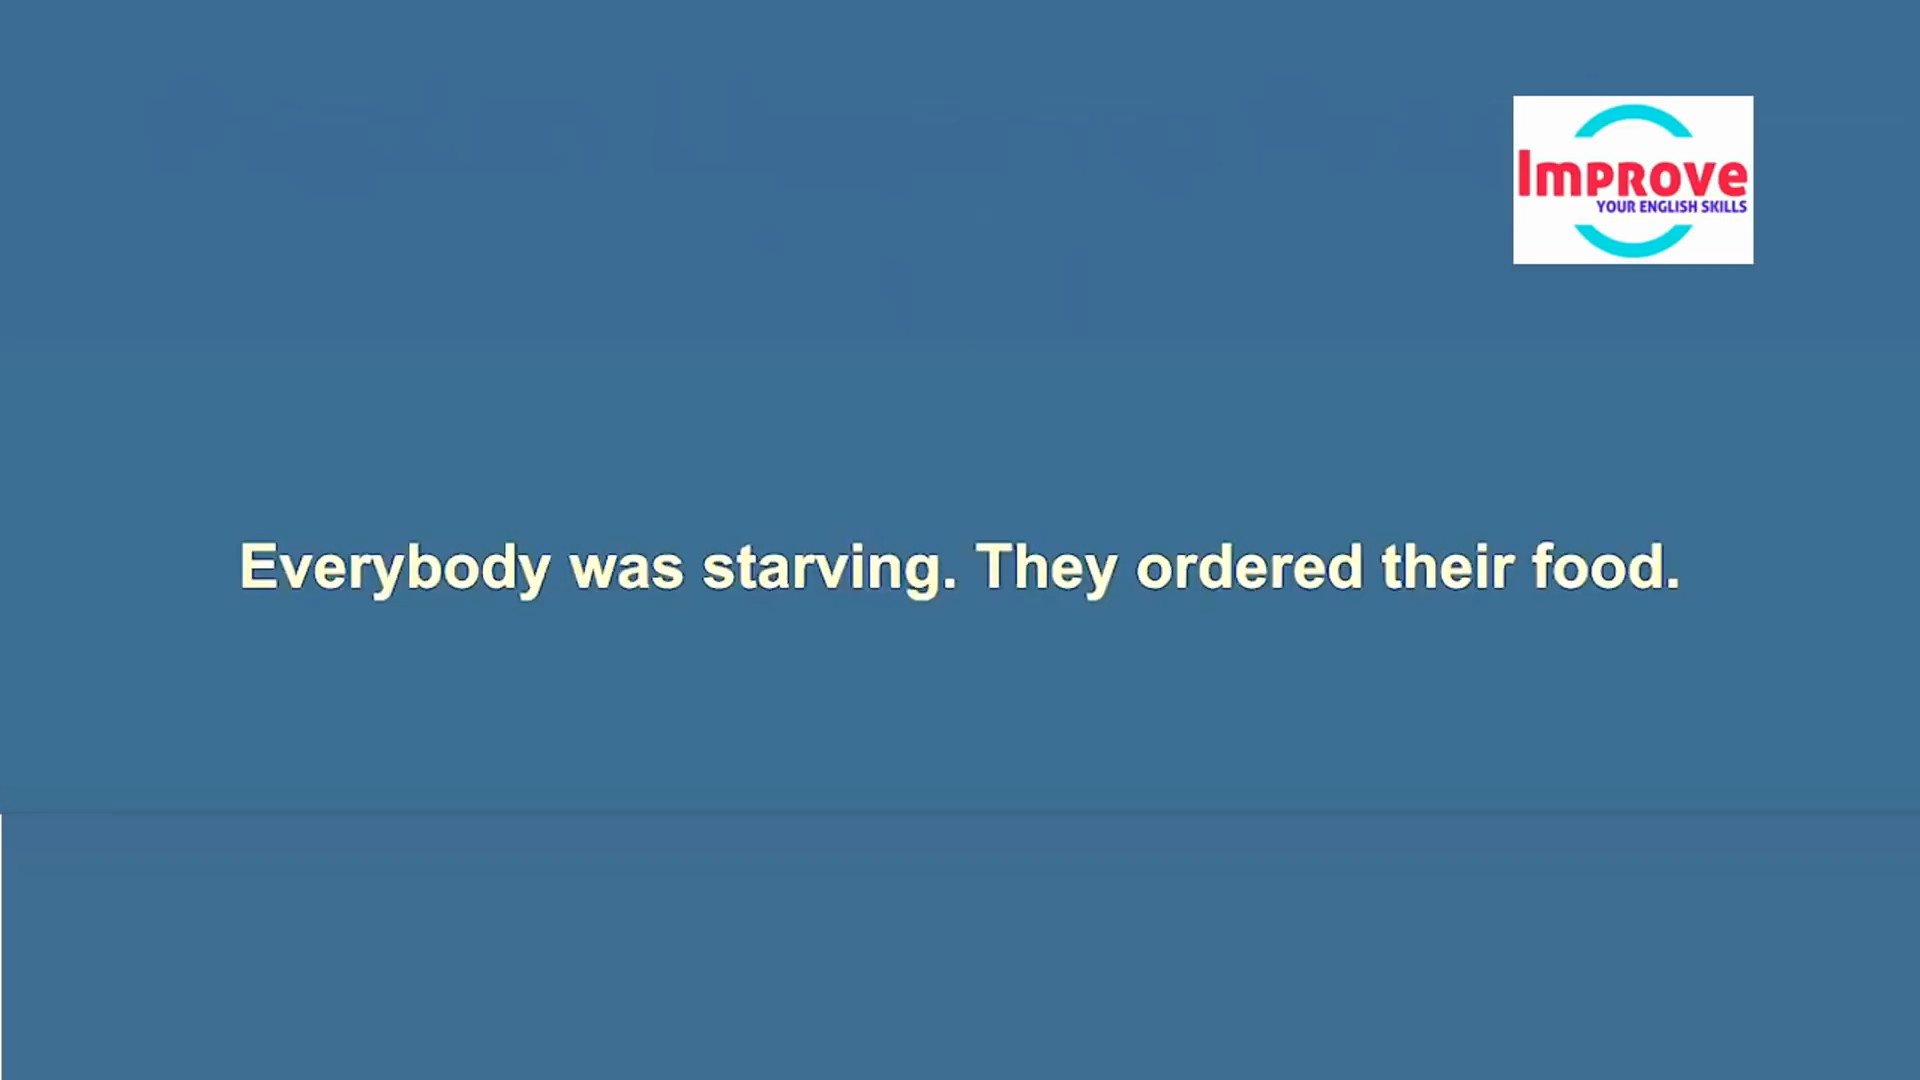 Improve
YOUR ENGLISH SKILLS
Everybody was starving. They ordered their food.